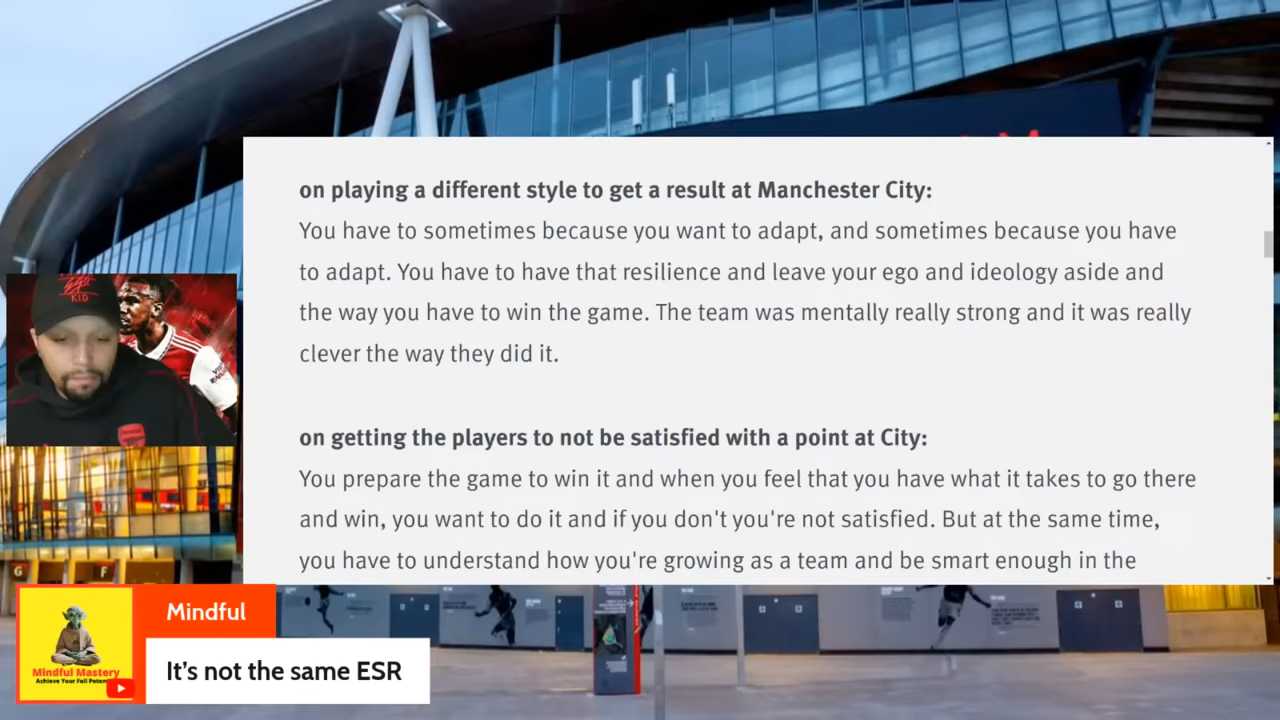 on playing a different style to get a result at Manchester City:
You have to sometimes because you want to adapt, and sometimes because you have
to adapt. You have to have that resilience and leave your ego and ideology aside and
the way you have to win the game. The team was mentally really strong and it was really
clever the way they did it.
on getting the players to not be satisfied with a point at City:
You prepare the game to win it and when you feel that you have what it takes to go there
and win, you want to do it and if you don't you're not satisfied. But at the same time,
you have to understand how you're growing as a team and be smart enough in the
KID
G
F
Mindful
It's not the same ESR
Mindful Mastery
Achieve Your Full